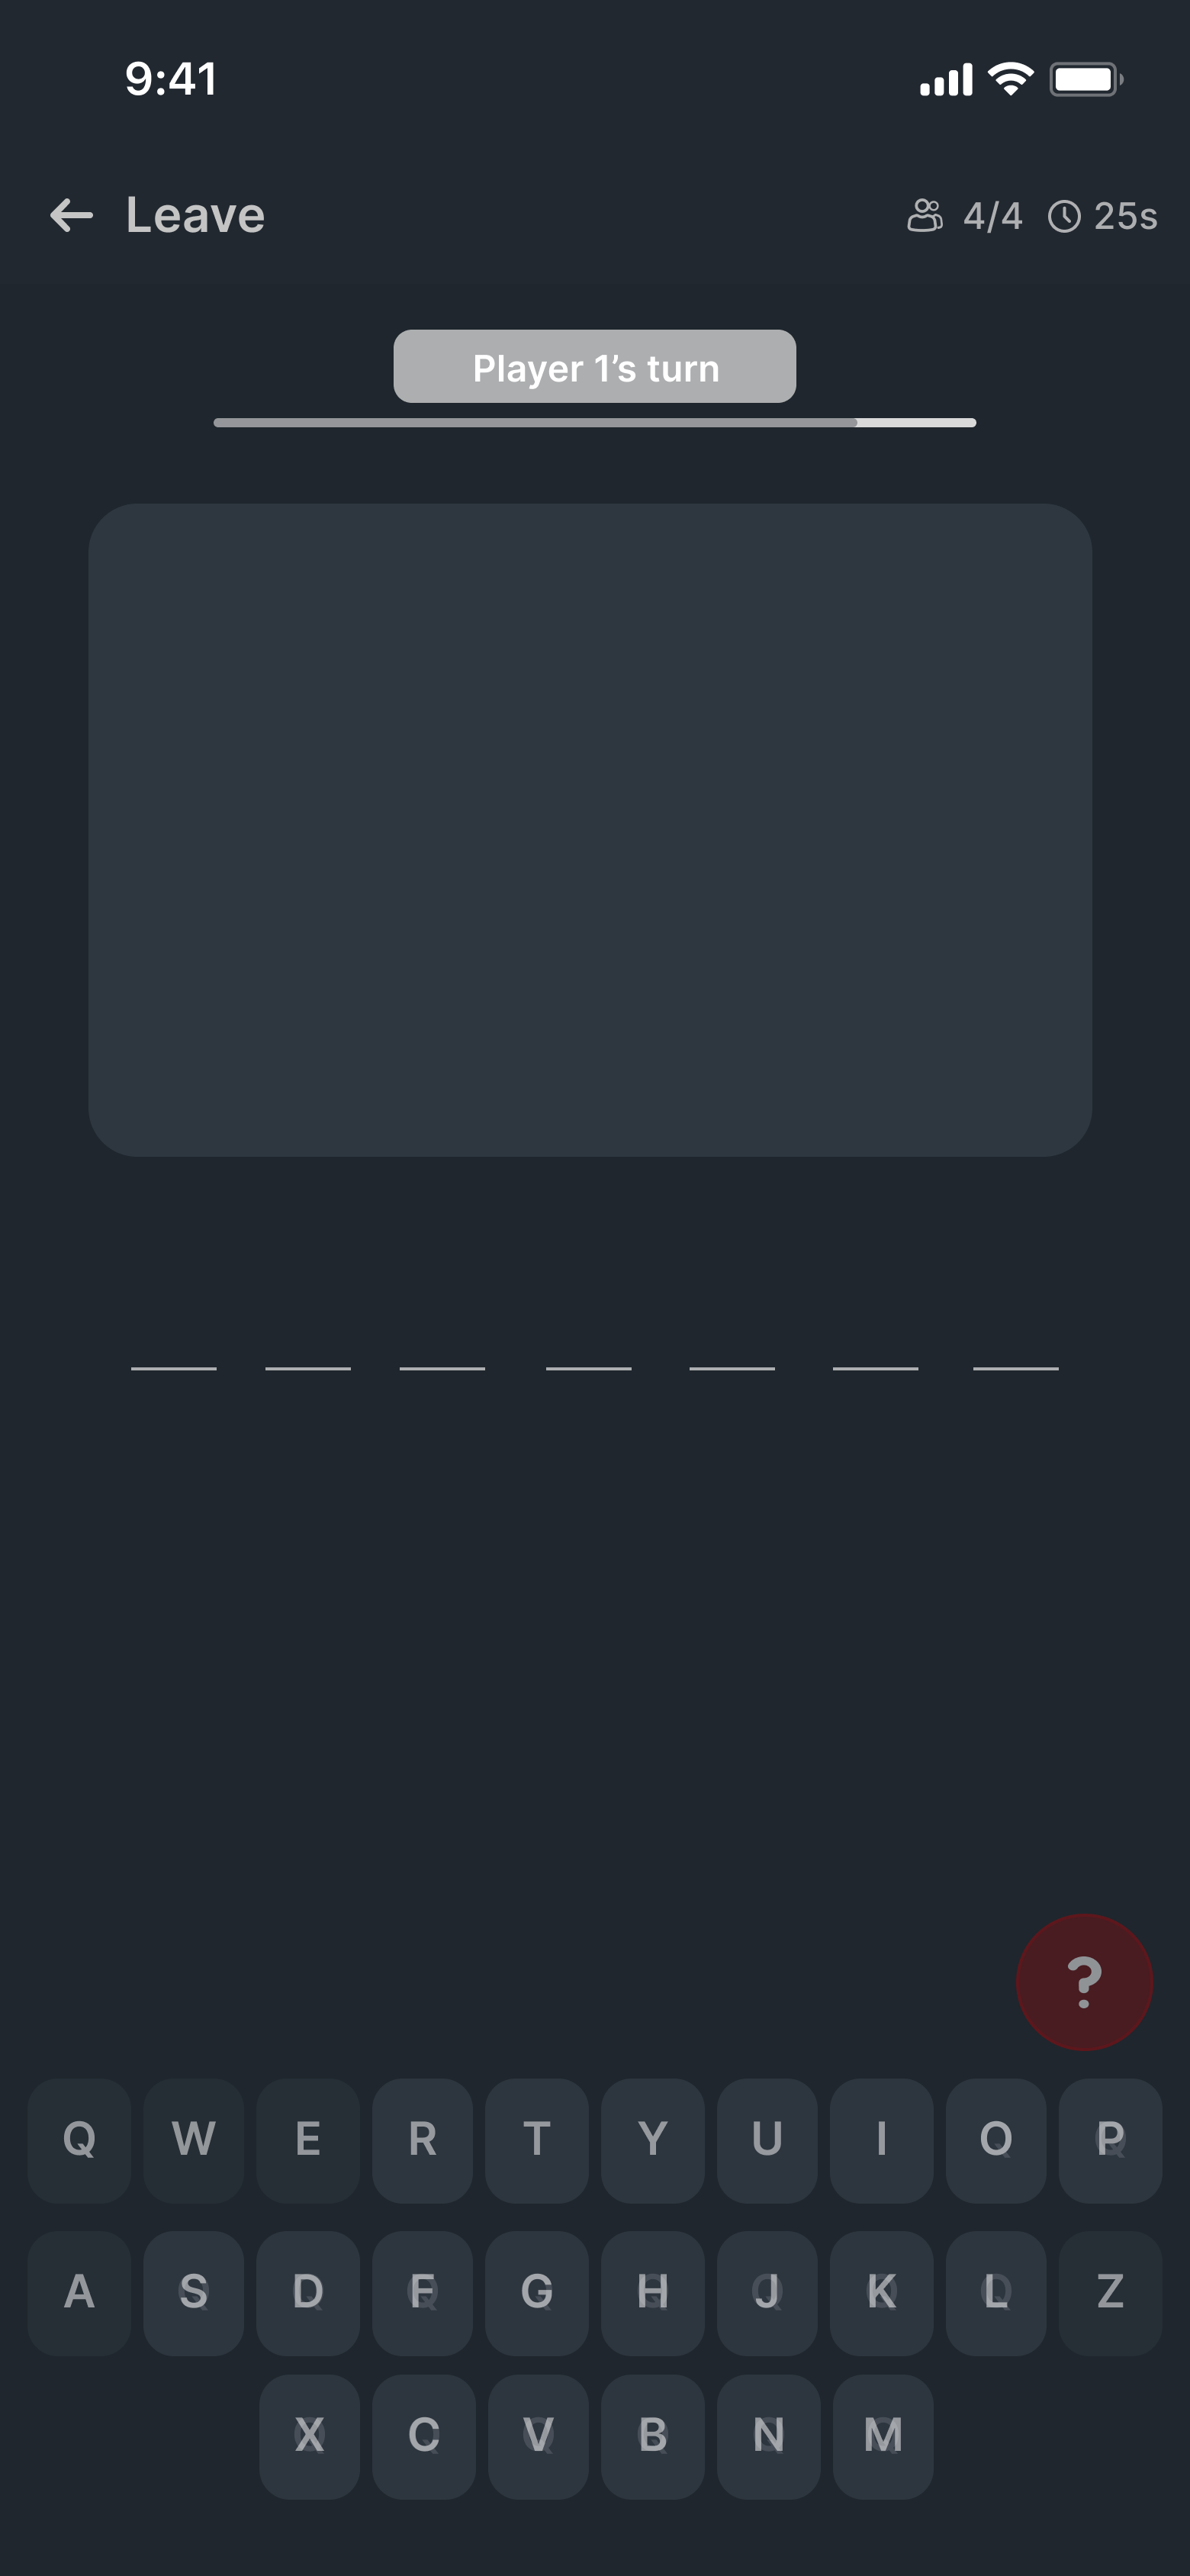 9:41
Leave 4/4 25s
Player 1’s turn
?
Q W E R T Y U I O P
A S D F G H J K L Z
X C V B N M